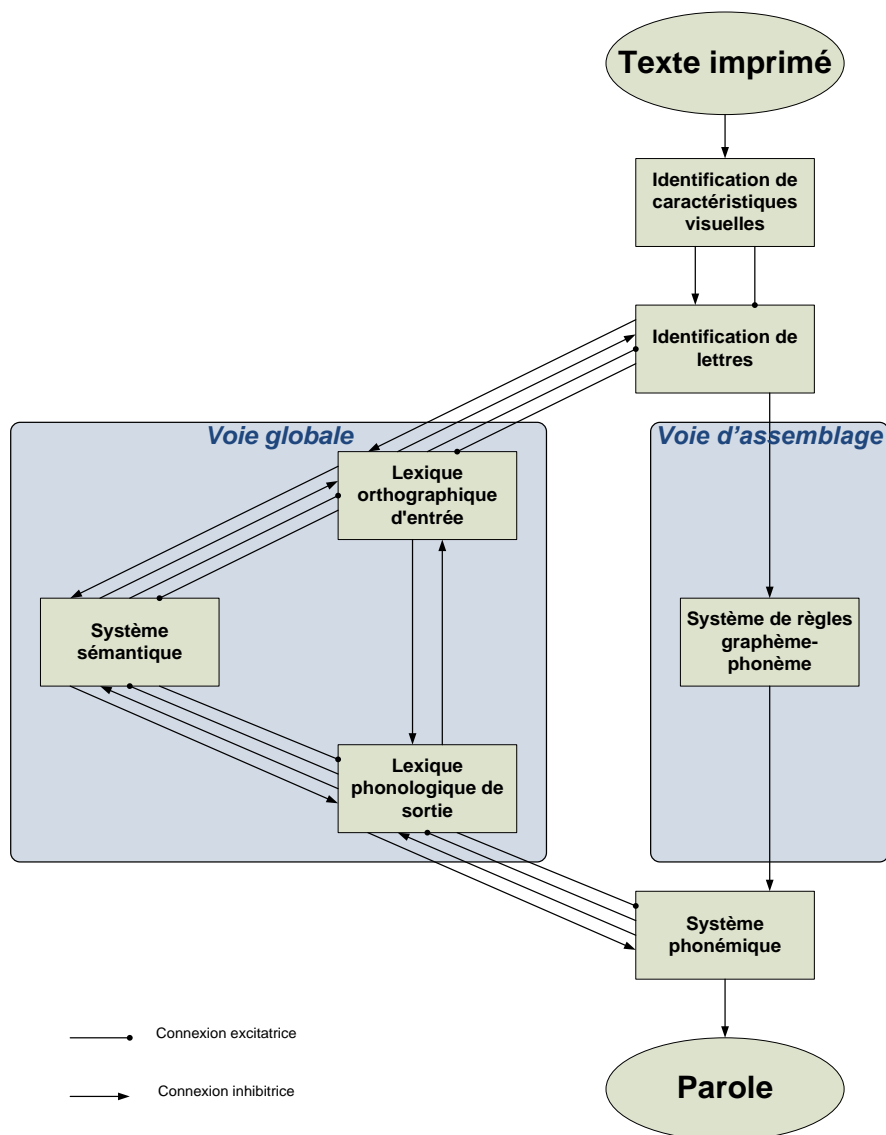 Texte imprimé
Identification de
caractéristiques
visuelles
Identification de
lettres
Voie globale
Voie d’assemblage
Lexique
orthographique
d'entrée
Système
sémantique
Système de règles
graphème-
phonème
Lexique
phonologique de
sortie
Système
phonémique
Connexion excitatrice
Connexion inhibitrice
Parole